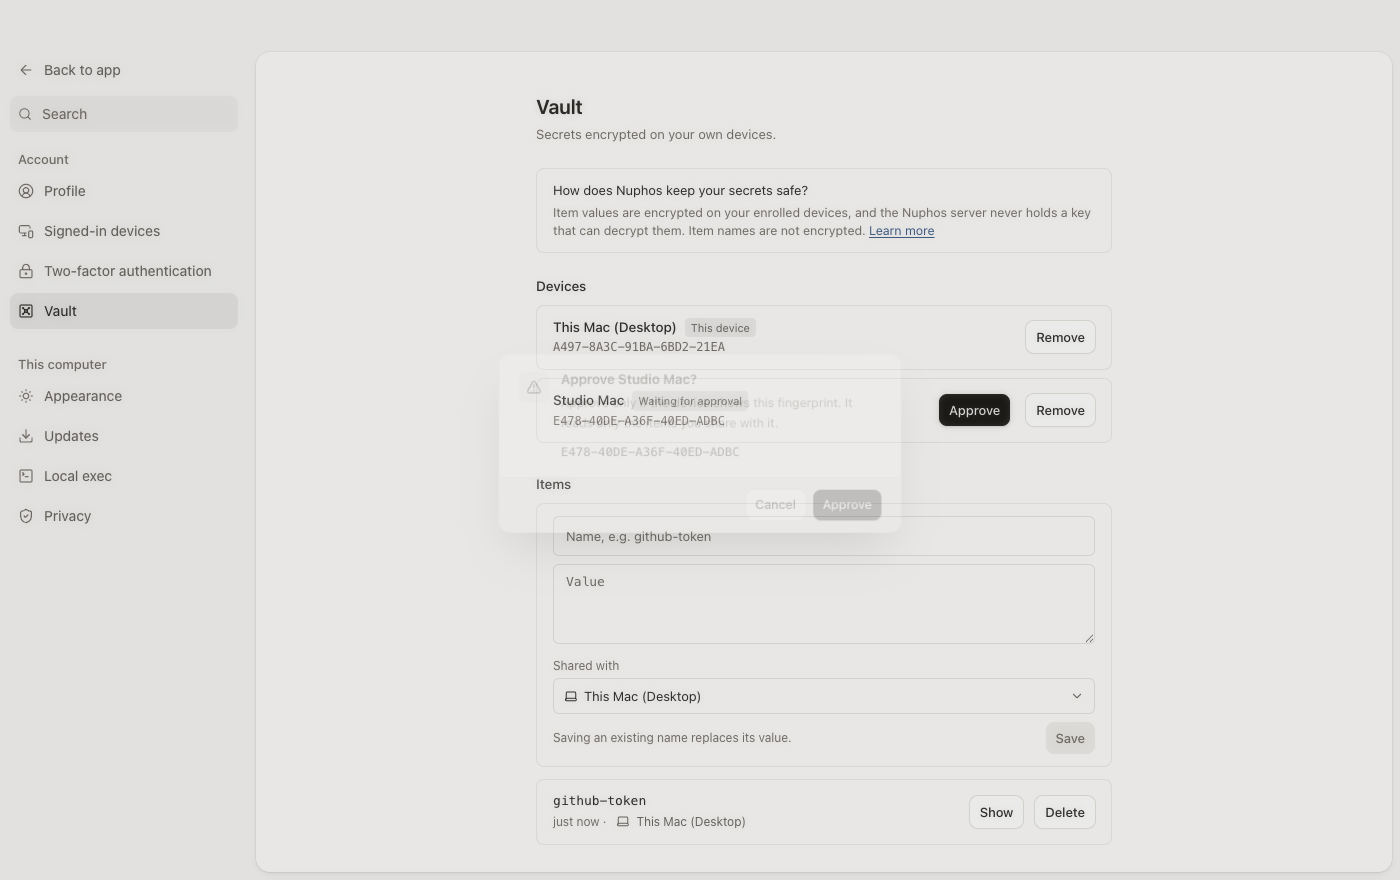 Back to app
Search
Account
Profile
Signed-in devices
Two-factor authentication
Vault
This computer
Appearance
Updates
Local exec
Privacy
Vault
Secrets encrypted on your own devices.
How does Nuphos keep your secrets safe?
Item values are encrypted on your enrolled devices, and the Nuphos server never holds a key
that can decrypt them. Item names are not encrypted. Learn more
Devices
This Mac (Desktop) This device
A497-8A3C-91BA-6BD2-21EA
Remove
Studio Mac Waiting for approval
E478-40DE-A36F-40ED-ADBC
Approve Remove
Approve Studio Mac?
this fingerprint. It
with it.
E478-40DE-A36F-40ED-ADBC
Cancel Approve
Items
Name, e.g. github-token
Value
Shared with
This Mac (Desktop)
Saving an existing name replaces its value.
Save
github-token
just now · This Mac (Desktop)
Show Delete